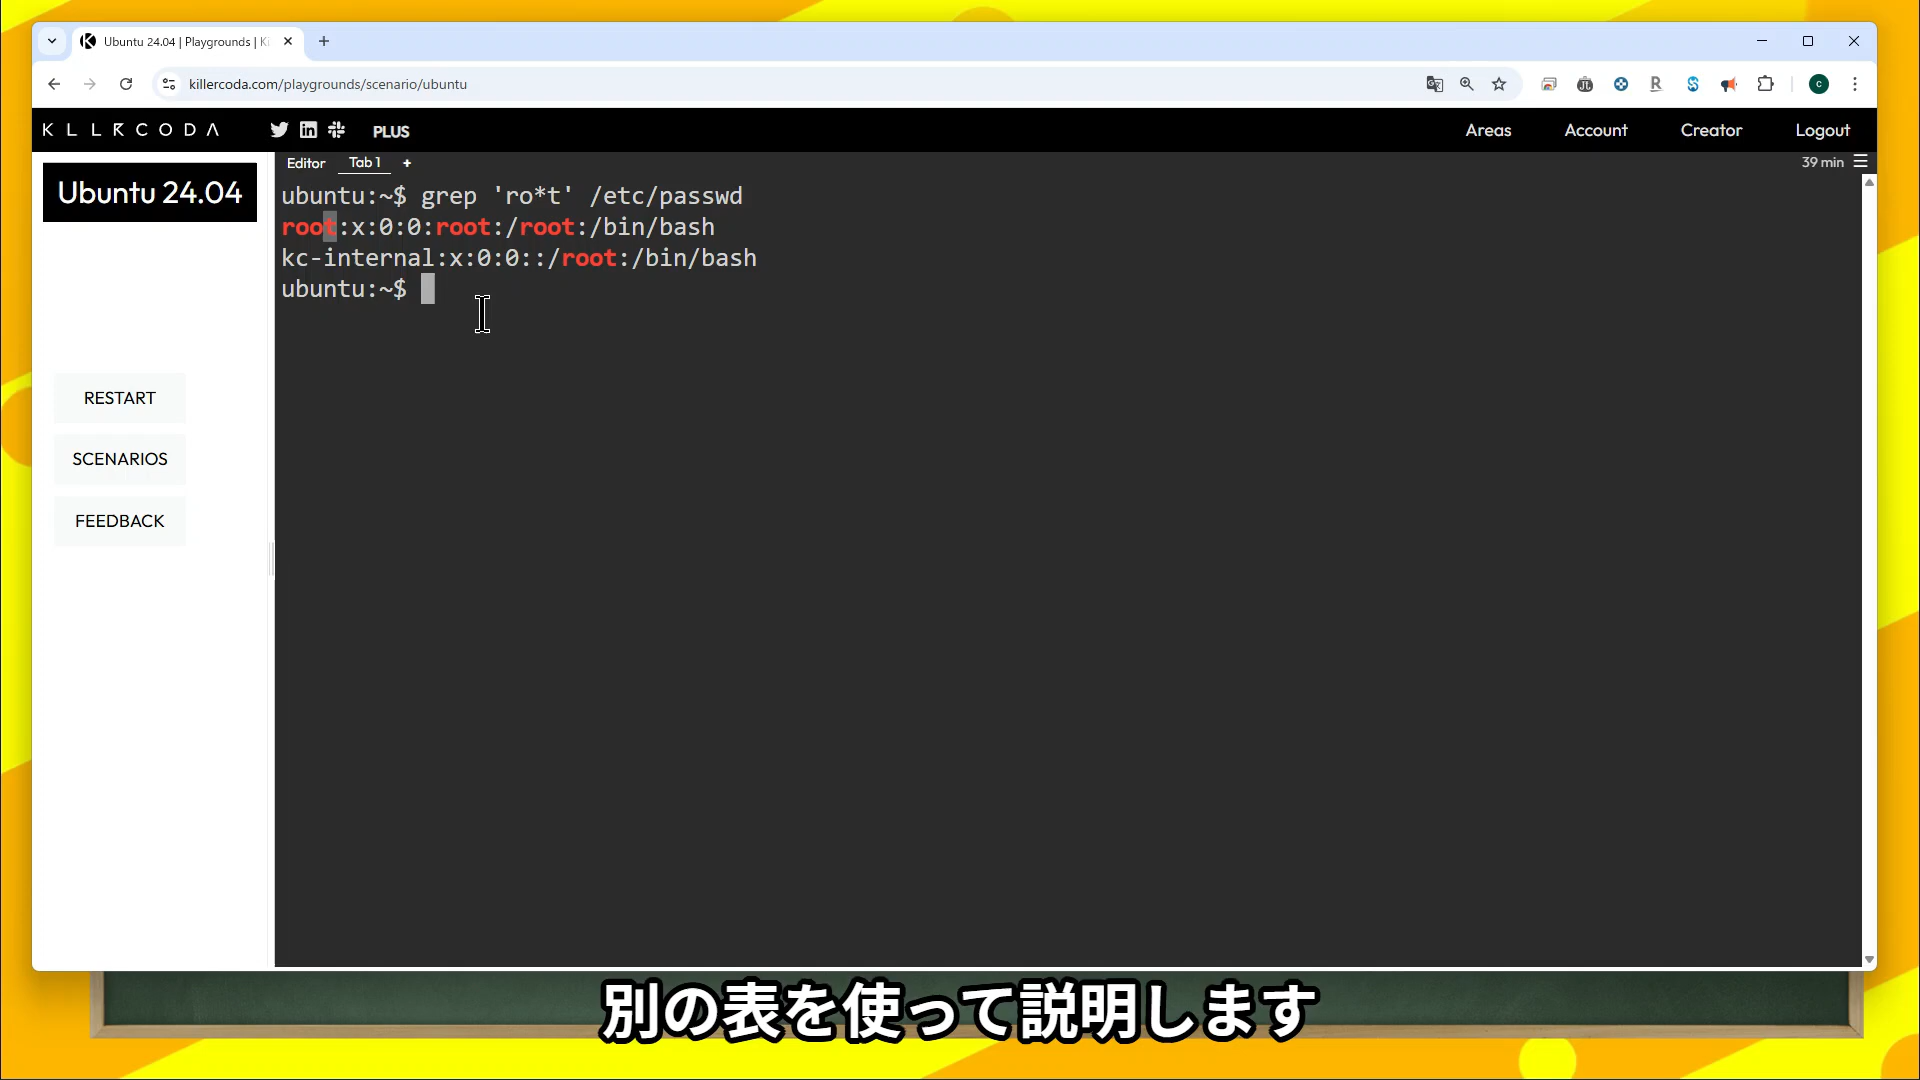 Ubuntu 24.04 | Playgrounds | Ki
killercoda.com/playgrounds/scenario/ubuntu
KLLRCODA
PLUS
Areas
Account
Creator
Logout
Ubuntu 24.04
Editor
Tab 1
+
39 min
ubuntu:~$ grep 'ro*t' /etc/passwd
root:x:0:0:root:/root:/bin/bash
kc-internal:x:0:0::/root:/bin/bash
ubuntu:~$
RESTART
SCENARIOS
FEEDBACK
別の表を使って説明します